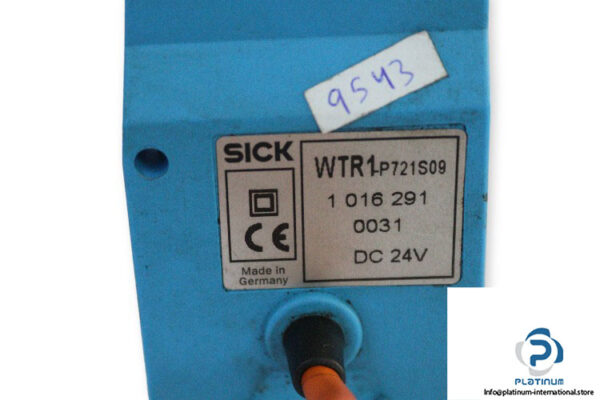 9543
SICK
WTR1-P721S09
1 016 291
0031
DC 24V
CE
Made in
Germany
P
PLATINUM
info@platinum-international.store